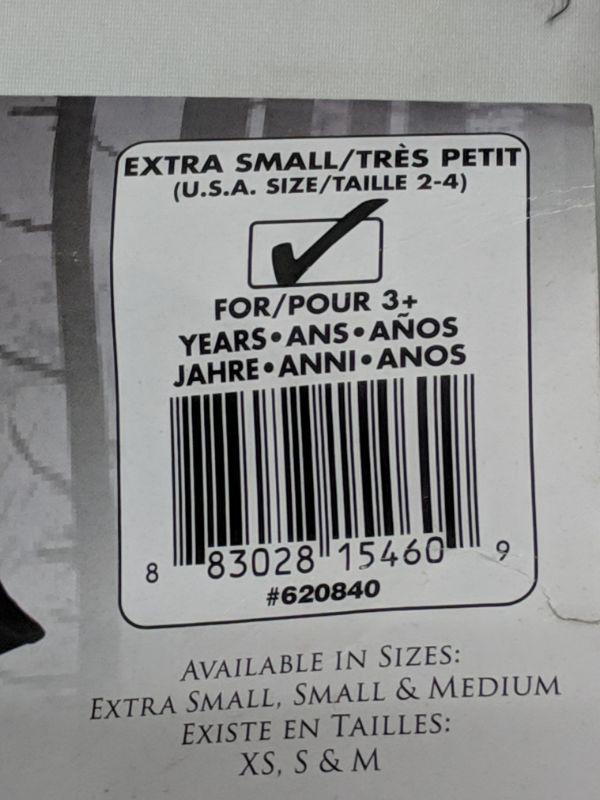 EXTRA SMALL/TRÈS PETIT
(U.S.A. SIZE/TAILLE 2-4)
FOR/POUR 3+
YEARS•ANS•AÑOS
JAHRE•ANNI•ANOS
8 83028 15460 9
#620840
AVAILABLE IN SIZES:
EXTRA SMALL, SMALL & MEDIUM
EXISTE EN TAILLES:
XS, S & M